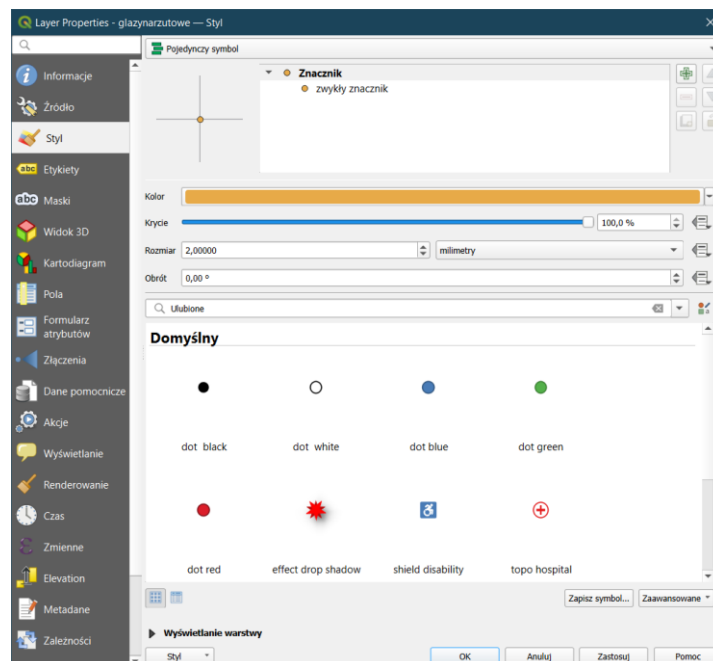 Layer Properties - glazynarzutowe — Styl
Pojedynczy symbol
Informacje
Źródło
Styl
abc Etykiety
abc Maski
Widok 3D
Kartodiagram
Pola
Formularz
atrybutów
Złączenia
Dane pomocnicze
Akcje
Wyświetlanie
Renderowanie
Czas
Zmienne
Elevation
Metadane
Zależności
Znacznik
zwykły znacznik
Kolor
Krycie 100,0 %
Rozmiar 2,00000 milimetry
Obrót 0,00 °
Ulubione
Domyślny
dot black dot white dot blue dot green
dot red effect drop shadow shield disability topo hospital
Zapisz symbol... Zaawansowane
Wyświetlanie warstwy
Styl OK Anuluj Zastosuj Pomoc